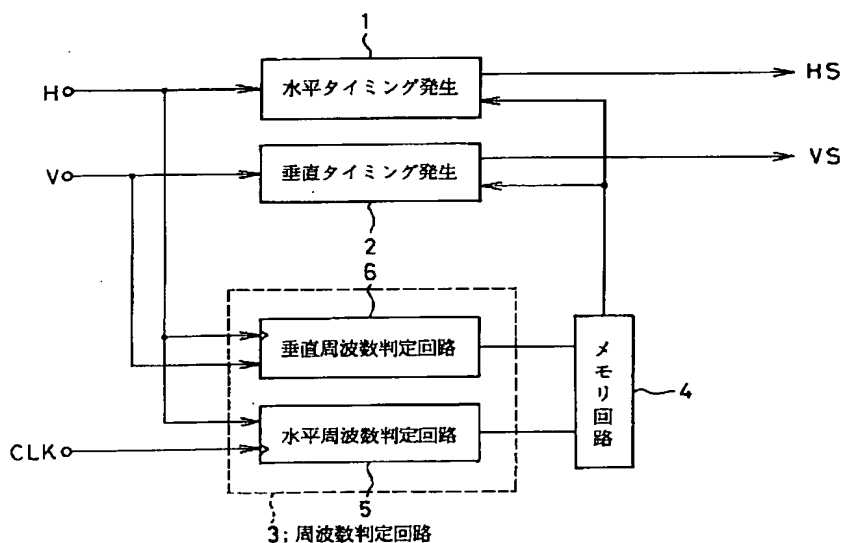 1
H
水平タイミング発生
HS
V
垂直タイミング発生
VS
2
6
垂直周波数判定回路
メモリ回路
4
水平周波数判定回路
CLK
5
3;周波数判定回路